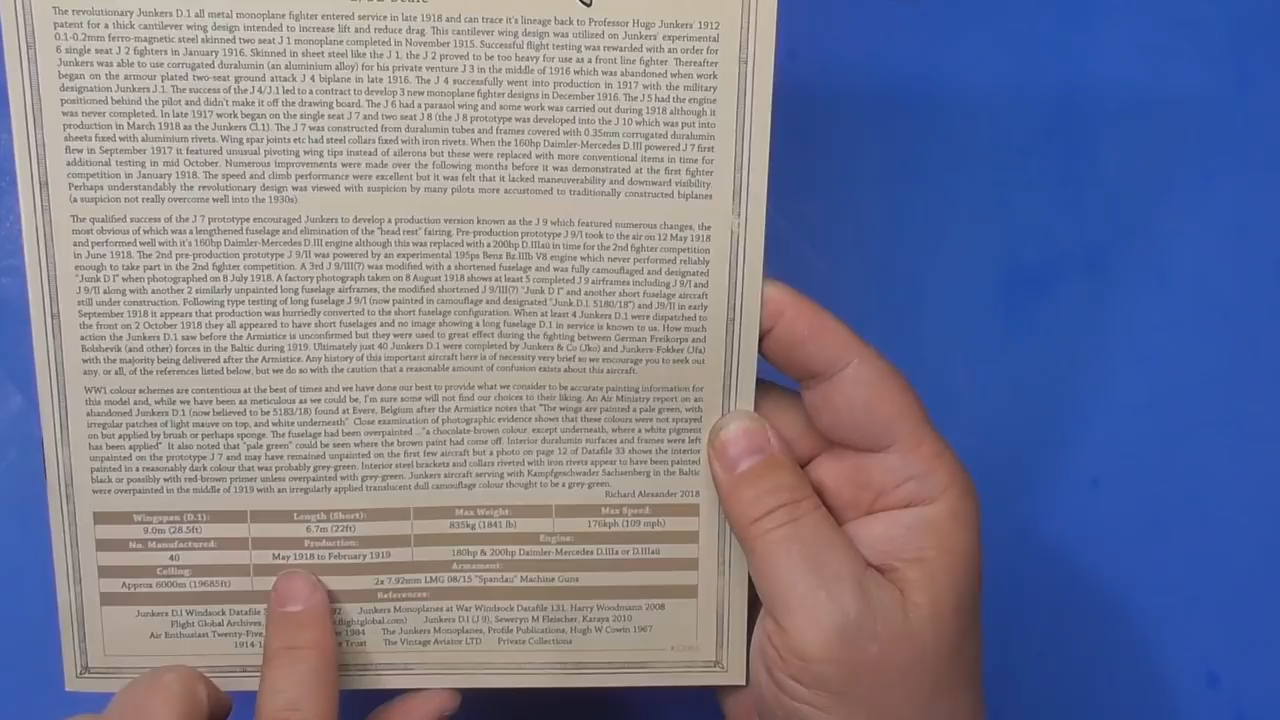 The revolutionary Junkers D.1 all metal monoplane fighter entered service in late 1918 and can trace it's lineage back to Professor Hugo Junkers' 1912
patent for a thick cantilever wing design intended to increase lift and reduce drag. This cantilever wing design was utilized on Junkers' experimental
0.1-0.2mm ferro-magnetic steel skinned two seat J 1 monoplane completed in November 1915. Successful flight testing was rewarded with an order for
6 single seat J 2 fighters in January 1916. Skinned in sheet steel like the J 1, the J 2 proved to be too heavy for use as a front line fighter. Thereafter
Junkers was able to use corrugated duralumin (an aluminium alloy) for his private venture J 3 in the middle of 1916 which was abandoned when work
began on the armour plated two-seat ground attack J 4 biplane in late 1916. The J 4 successfully went into production in 1917 with the military
designation Junkers J.1. The success of the J 4/J.1 led to a contract to develop 3 new monoplane fighter designs in December 1916. The J 5 had the engine
positioned behind the pilot and didn't make it off the drawing board. The J 6 had a parasol wing and some work was carried out during 1918 although it
was never completed. In late 1917 work began on the single seat J 7 and two seat J 8 (the J 8 prototype was developed into the J 10 which was put into
production in March 1918 as the Junkers Cl.1). The J 7 was constructed from duralumin tubes and frames covered with 0.35mm corrugated duralumin
sheets fixed with aluminium rivets. Wing spar joints etc had steel collars fixed with iron rivets. When the 160hp Daimler-Mercedes D.III powered J 7 first
flew in September 1917 it featured unusual pivoting wing tips instead of ailerons but these were replaced with more conventional items in time for
additional testing in mid October. Numerous improvements were made over the following months before it was demonstrated at the first fighter
competition in January 1918. The speed and climb performance were excellent but it was felt that it lacked maneuverability and downward visibility.
Perhaps understandably the revolutionary design was viewed with suspicion by many pilots more accustomed to traditionally constructed biplanes
(a suspicion not really overcome well into the 1930s).
The qualified success of the J 7 prototype encouraged Junkers to develop a production version known as the J 9 which featured numerous changes, the
most obvious of which was a lengthened fuselage and elimination of the "head rest" fairing. Pre-production prototype J 9/I took to the air on 12 May 1918
and performed well with it's 160hp Daimler-Mercedes D.III engine although this was replaced with a 200hp D.IIIaü in time for the 2nd fighter competition
in June 1918. The 2nd pre-production prototype J 9/II was powered by an experimental 195ps Benz Bz.IIIb V8 engine which never performed reliably
enough to take part in the 2nd fighter competition. A 3rd J 9/III(?) was modified with a shortened fuselage and was fully camouflaged and designated
"Junk D I" when photographed on 8 July 1918. A factory photograph taken on 8 August 1918 shows at least 5 completed J 9 airframes including J 9/I and
J 9/II along with another 2 similarly unpainted long fuselage airframes, the modified shortened J 9/III(?) "Junk D I" and another short fuselage aircraft
still under construction. Following type testing of long fuselage J 9/I (now painted in camouflage and designated "Junk.D.I. 5180/18") and J9/II in early
September 1918 it appears that production was hurriedly converted to the short fuselage configuration. When at least 4 Junkers D.1 were dispatched to
the front on 2 October 1918 they all appeared to have short fuselages and no image showing a long fuselage D.1 in service is known to us. How much
action the Junkers D.1 saw before the Armistice is unconfirmed but they were used to great effect during the fighting between German Freikorps and
Bolshevik (and other) forces in the Baltic during 1919. Ultimately just 40 Junkers D.1 were completed by Junkers & Co (Jko) and Junkers-Fokker (Jfa)
with the majority being delivered after the Armistice. Any history of this important aircraft here is of necessity very brief so we encourage you to seek out
any, or all, of the references listed below, but we do so with the caution that a reasonable amount of confusion exists about this aircraft.
WW1 colour schemes are contentious at the best of times and we have done our best to provide what we consider to be accurate painting information for
this model and, while we have been as meticulous as we could be, I'm sure some will not find our choices to their liking. An Air Ministry report on an
abandoned Junkers D.1 (now believed to be 5183/18) found at Evere, Belgium after the Armistice notes that "The wings are painted a pale green, with
irregular patches of light mauve on top, and white underneath" Close examination of photographic evidence shows that these colours were not sprayed
on but applied by brush or perhaps sponge. The fuselage had been overpainted ..."a chocolate-brown colour, except underneath, where a white pigment
has been applied". It also noted that "pale green" could be seen where the brown paint had come off. Interior duralumin surfaces and frames were left
unpainted on the prototype J 7 and may have remained unpainted on the first few aircraft but a photo on page 12 of Datafile 33 shows the interior
painted in a reasonably dark colour that was probably grey-green. Interior steel brackets and collars riveted with iron rivets appear to have been painted
black or possibly with red-brown primer unless overpainted with grey-green. Junkers aircraft serving with Kampfgeschwader Sachsenberg in the Baltic
were overpainted in the middle of 1919 with an irregularly applied translucent dull camouflage colour thought to be a grey-green.
Richard Alexander 2018
Wingspan (D.1): Length (Short): Max Weight: Max Speed:
9.0m (28.5ft) 6.7m (22ft) 835kg (1841 lb) 176kph (109 mph)
No. Manufactured: Production: Engine:
40 May 1918 to February 1919 180hp & 200hp Daimler-Mercedes D.IIIa or D.IIIaü
Ceiling: Armament:
Approx 6000m (19685ft) 2x 7.92mm LMG 08/15 "Spandau" Machine Guns
References:
Junkers D.I Windsock Datafile 92 Junkers Monoplanes at War Windsock Datafile 131, Harry Woodmann 2008
Flight Global Archives, flightglobal.com) Junkers D.I (J 9), Seweryn M Fleischer, Karaya 2010
Air Enthusiast Twenty-Five, 1984 The Junkers Monoplanes, Profile Publications, Hugh W Cowin 1967
1914-1 Trust The Vintage Aviator LTD Private Collections